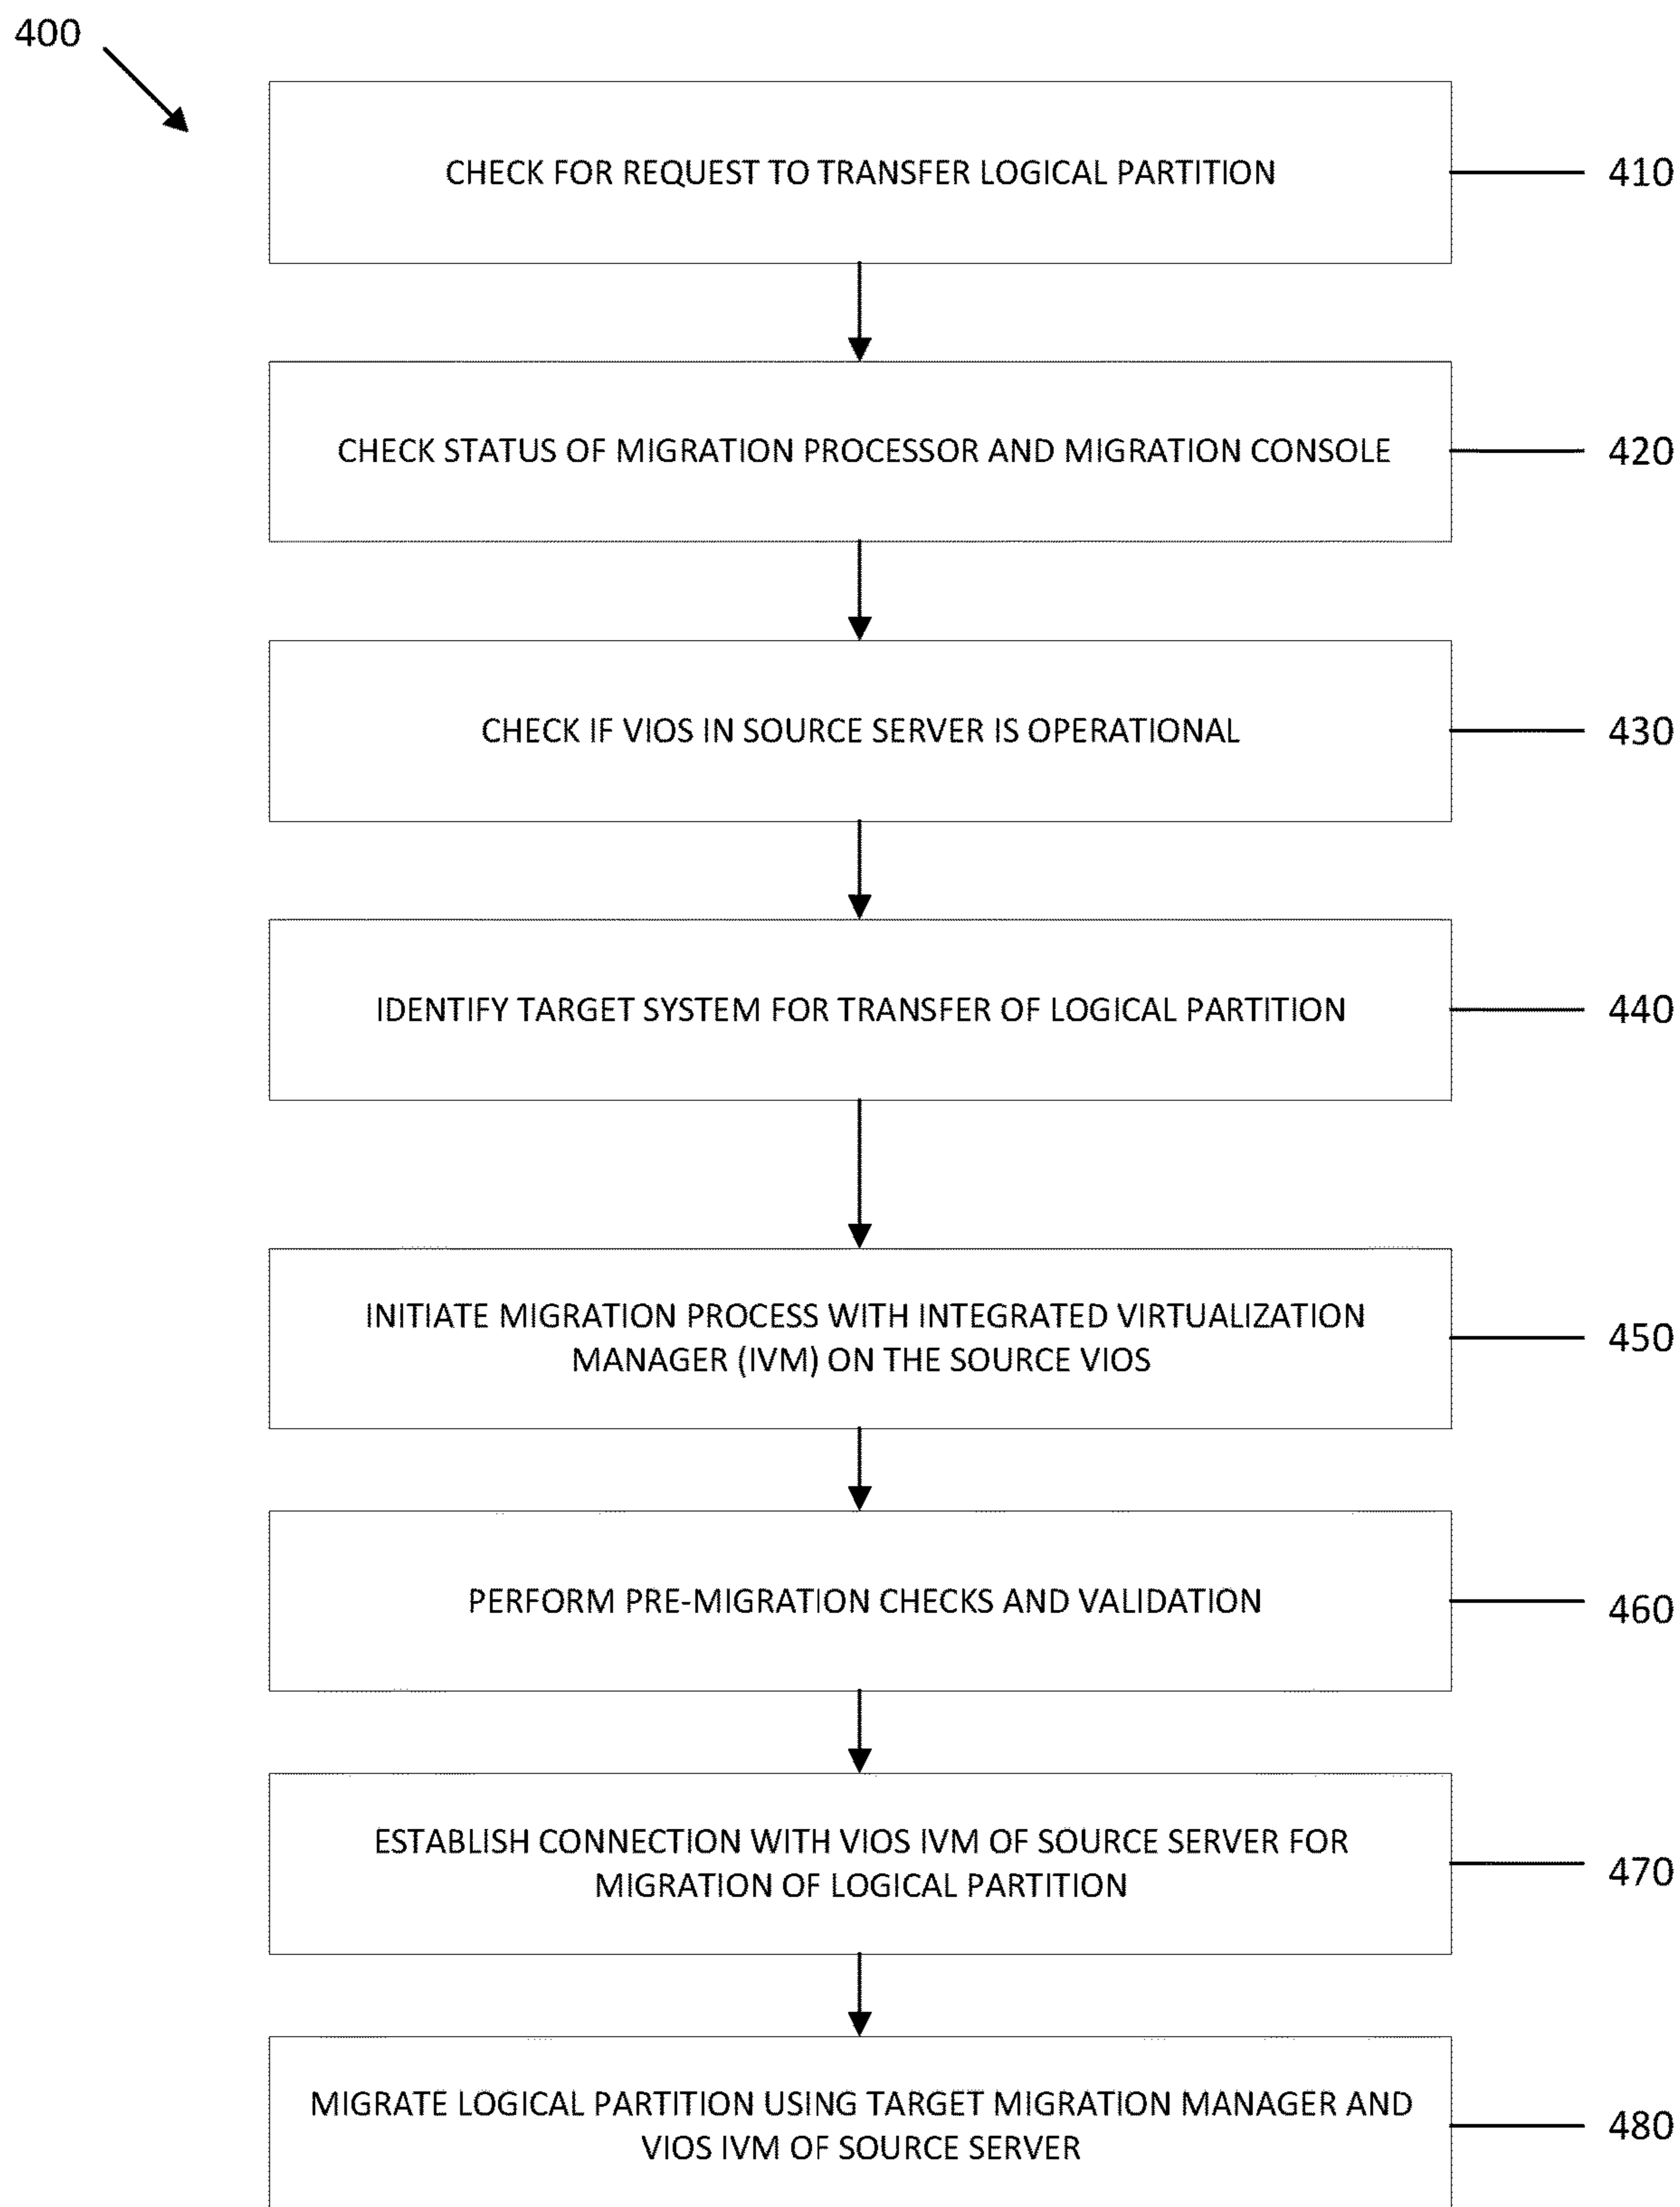 400
CHECK FOR REQUEST TO TRANSFER LOGICAL PARTITION
410
CHECK STATUS OF MIGRATION PROCESSOR AND MIGRATION CONSOLE
420
CHECK IF VIOS IN SOURCE SERVER IS OPERATIONAL
430
IDENTIFY TARGET SYSTEM FOR TRANSFER OF LOGICAL PARTITION
440
INITIATE MIGRATION PROCESS WITH INTEGRATED VIRTUALIZATION
MANAGER (IVM) ON THE SOURCE VIOS
450
PERFORM PRE-MIGRATION CHECKS AND VALIDATION
460
ESTABLISH CONNECTION WITH VIOS IVM OF SOURCE SERVER FOR
MIGRATION OF LOGICAL PARTITION
470
MIGRATE LOGICAL PARTITION USING TARGET MIGRATION MANAGER AND
VIOS IVM OF SOURCE SERVER
480